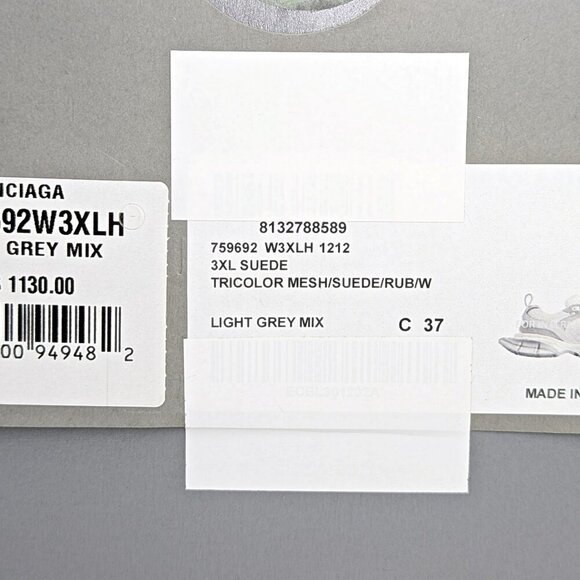 NCIAGA
692W3XLH
GREY MIX
1130.00
00 94948 2
8132788589
759692 W3XLH 1212
3XL SUEDE
TRICOLOR MESH/SUEDE/RUB/W
LIGHT GREY MIX C 37
MADE IN